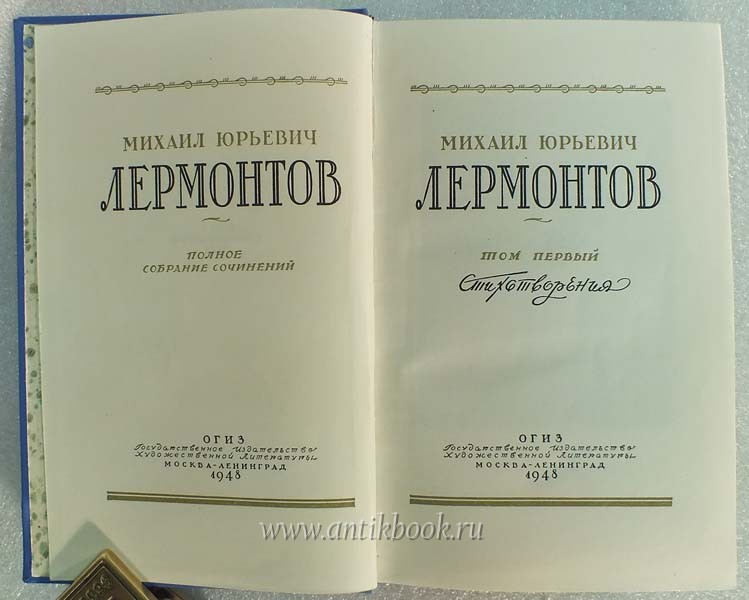 МИХАИЛ ЮРЬЕВИЧ
ЛЕРМОНТОВ
ПОЛНОЕ
СОБРАНИЕ СОЧИНЕНИЙ
ОГИЗ
Государственное Издательство
Художественной Литературы
МОСКВА-ЛЕНИНГРАД
1948
МИХАИЛ ЮРЬЕВИЧ
ЛЕРМОНТОВ
ТОМ ПЕРВЫЙ
Стихотворения
ОГИЗ
Государственное Издательство
Художественной Литературы
МОСКВА-ЛЕНИНГРАД
1948
www.antikbook.ru